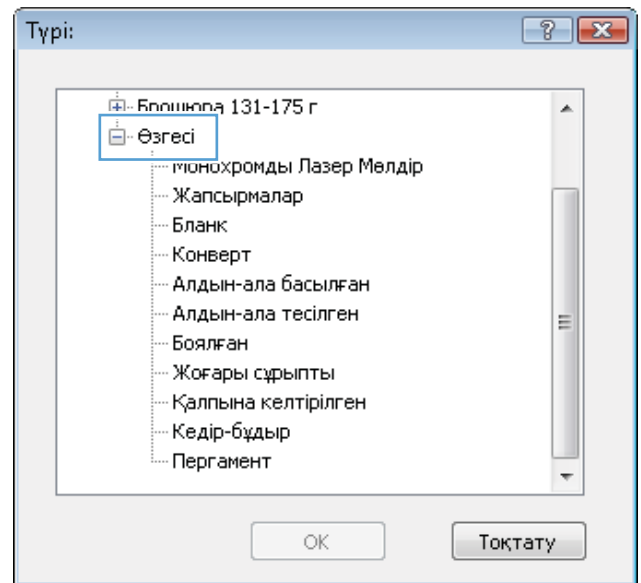 Түрі:
Брошюра 131-175 г
Өзгесі
Монохромды Лазер Мөлдір
Жапсырмалар
Бланк
Конверт
Алдын-ала басылған
Алдын-ала тесілген
Боялған
Жоғары сұрыпты
Қалпына келтірілген
Кедір-бұдыр
Пергамент
OK
Тоқтату